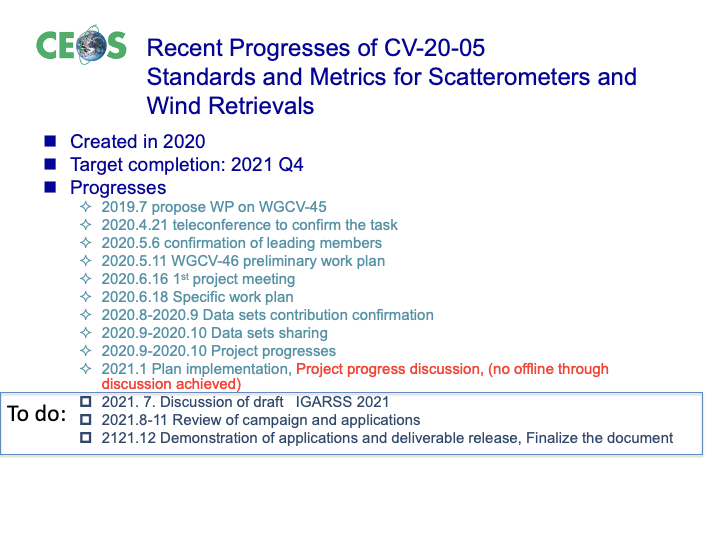 CEOS
Recent Progresses of CV-20-05
Standards and Metrics for Scatterometers and
Wind Retrievals
Created in 2020
Target completion: 2021 Q4
Progresses
2019.7 propose WP on WGCV-45
2020.4.21 teleconference to confirm the task
2020.5.6 confirmation of leading members
2020.5.11 WGCV-46 preliminary work plan
2020.6.16 1st project meeting
2020.6.18 Specific work plan
2020.8-2020.9 Data sets contribution confirmation
2020.9-2020.10 Data sets sharing
2020.9-2020.10 Project progresses
2021.1 Plan implementation, Project progress discussion, (no offline through
discussion achieved)
To do:
2021. 7. Discussion of draft   IGARSS 2021
2021.8-11 Review of campaign and applications
2121.12 Demonstration of applications and deliverable release, Finalize the document